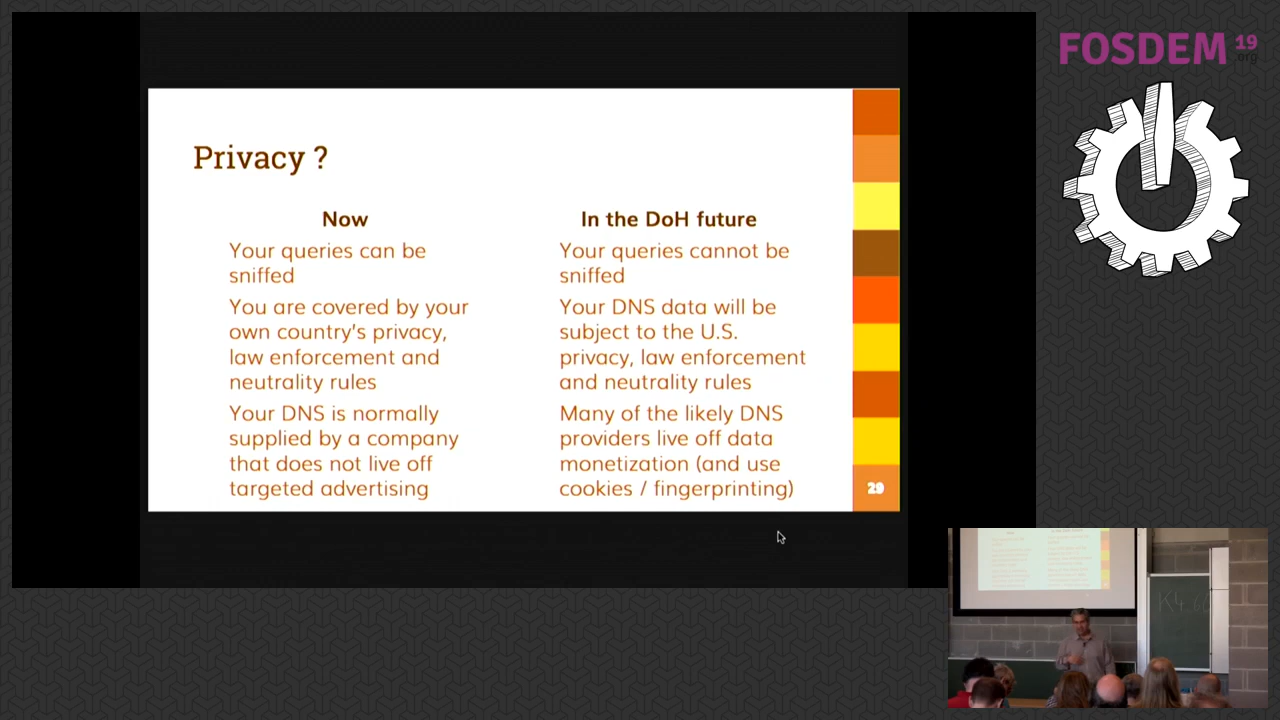 FOSDEM 19
.org
Privacy ?
Now
Your queries can be
sniffed
You are covered by your
own country's privacy,
law enforcement and
neutrality rules
Your DNS is normally
supplied by a company
that does not live off
targeted advertising
In the DoH future
Your queries cannot be
sniffed
Your DNS data will be
subject to the U.S.
privacy, law enforcement
and neutrality rules
Many of the likely DNS
providers live off data
monetization (and use
cookies / fingerprinting)
29